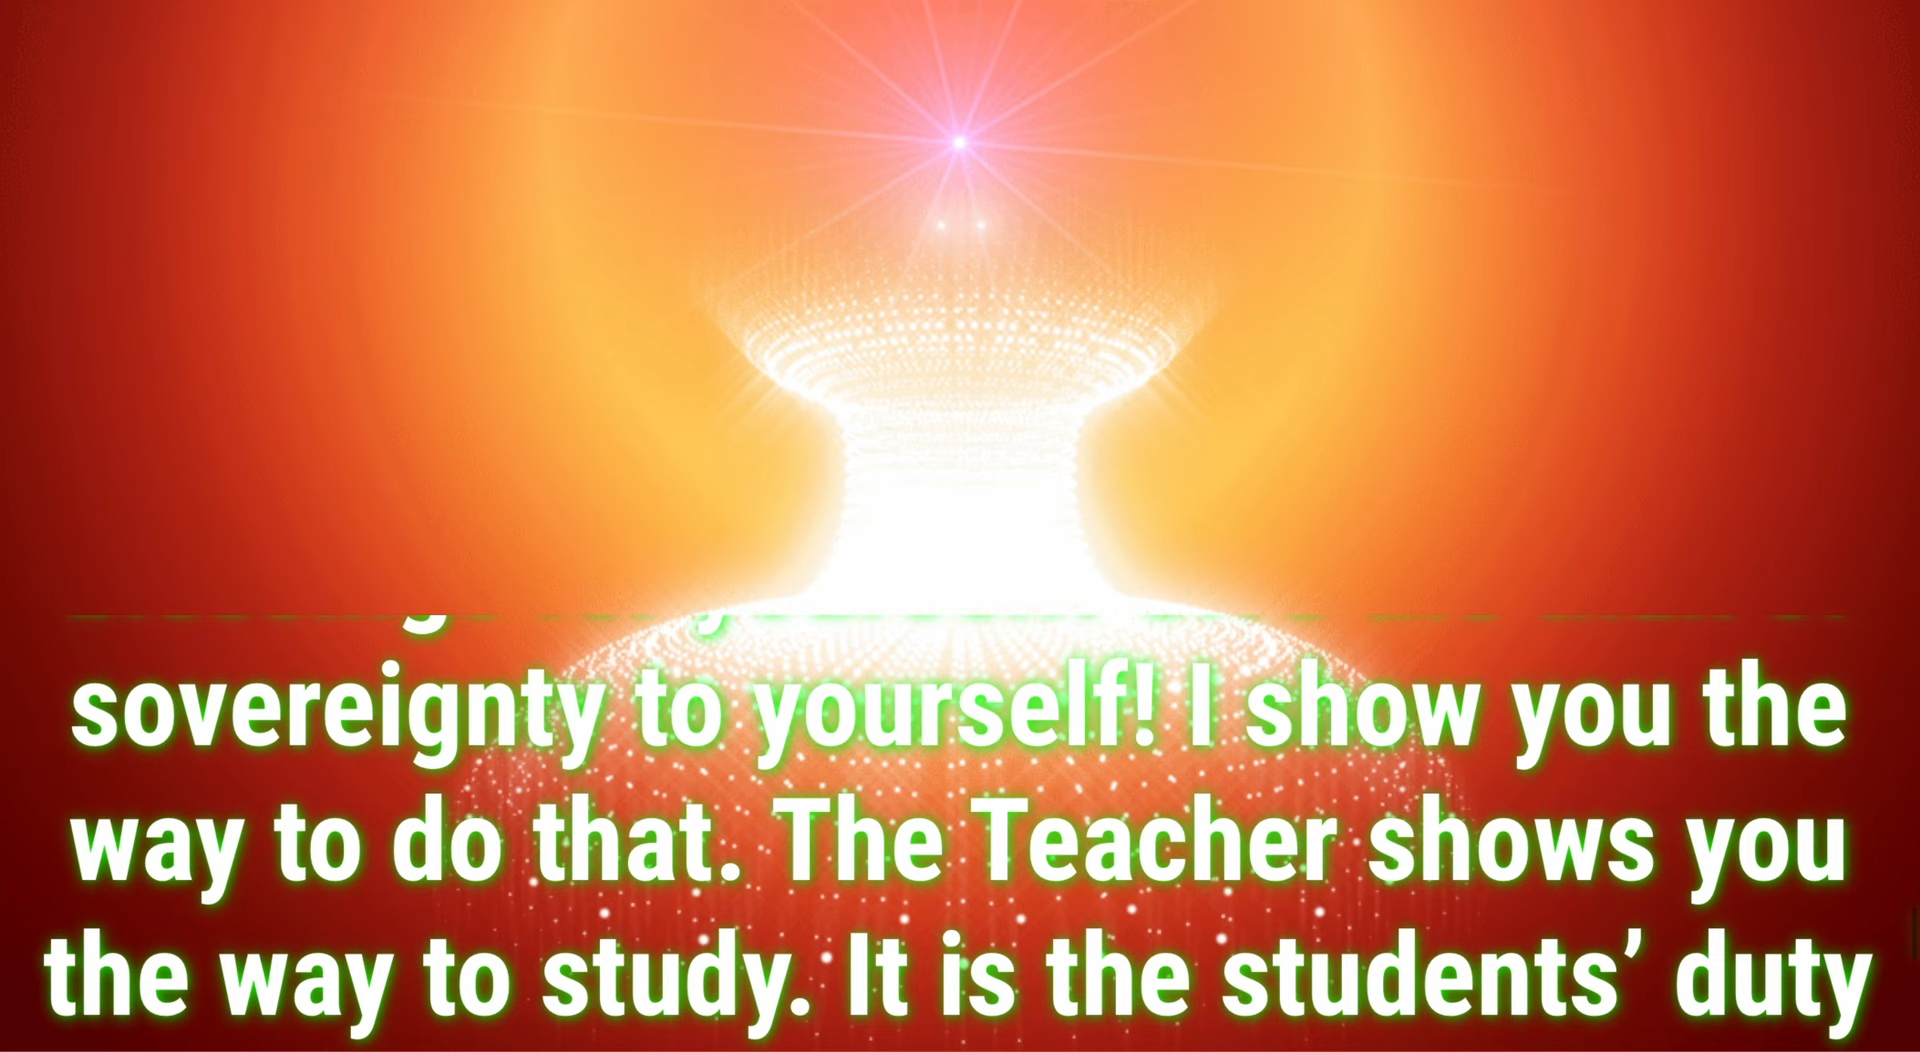 sovereignty to yourself! I show you the
way to do that. The Teacher shows you
the way to study. It is the students’ duty